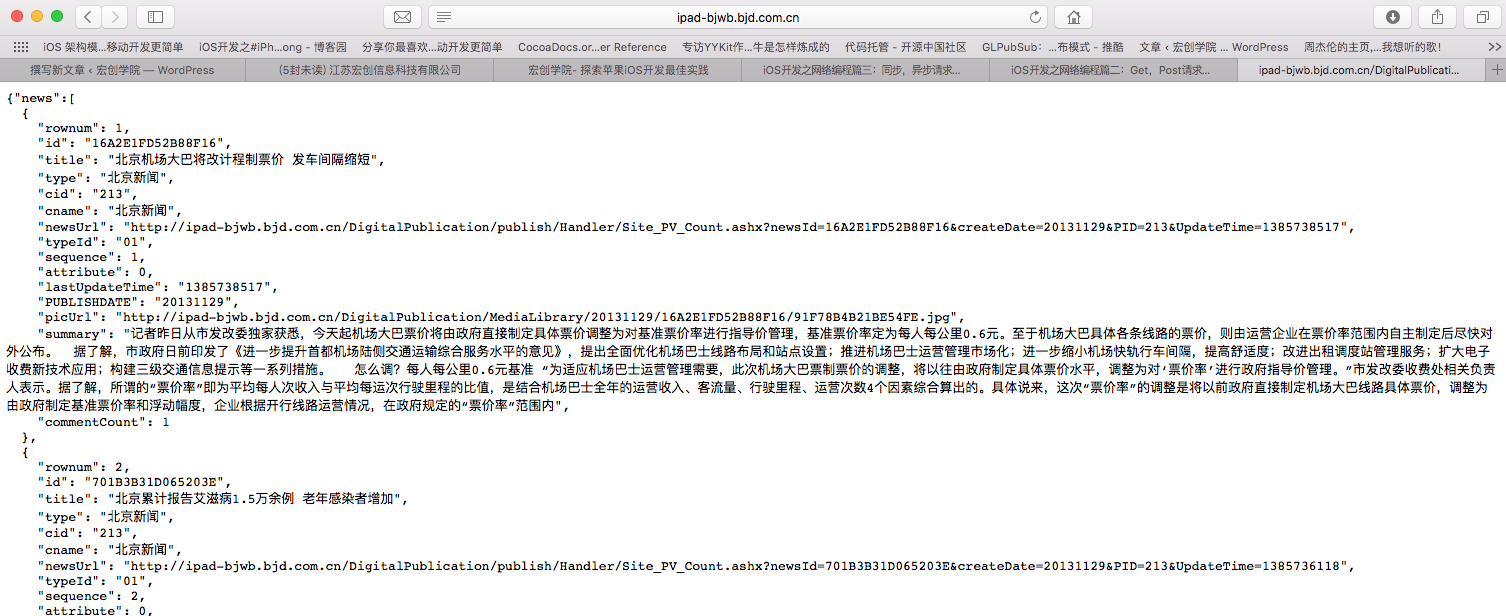 ipad-bjwb.bjd.com.cn
iOS 架构模...移动开发更简单 iOS开发之#iPh...ong - 博客园 分享你最喜欢...动开发更简单 CocoaDocs.or...er Reference 专访YYKit作...牛是怎样炼成的 代码托管 - 开源中国社区 GLPubSub：...布模式 - 推酷 文章 ‹ 宏创学院 ... WordPress 周杰伦的主页,...我想听的歌！
撰写新文章 ‹ 宏创学院 — WordPress (5封未读) 江苏宏创信息科技有限公司 宏创学院- 探索苹果iOS开发最佳实践 iOS开发之网络编程篇三：同步，异步请求... iOS开发之网络编程篇二：Get，Post请求... ipad-bjwb.bjd.com.cn/DigitalPublicati...
{"news":[
{
"rownum": 1,
"id": "16A2E1FD52B88F16",
"title": "北京机场大巴将改计程制票价 发车间隔缩短",
"type": "北京新闻",
"cid": "213",
"cname": "北京新闻",
"newsUrl": "http://ipad-bjwb.bjd.com.cn/DigitalPublication/publish/Handler/Site_PV_Count.ashx?newsId=16A2E1FD52B88F16&createDate=20131129&PID=213&UpdateTime=1385738517",
"typeId": "01",
"sequence": 1,
"attribute": 0,
"lastUpdateTime": "1385738517",
"PUBLISHDATE": "20131129",
"picUrl": "http://ipad-bjwb.bjd.com.cn/DigitalPublication/MediaLibrary/20131129/16A2E1FD52B88F16/91F78B4B21BE54FE.jpg",
"summary": "记者昨日从市发改委独家获悉，今天起机场大巴票价将由政府直接制定具体票价调整为对基准票价率进行指导价管理，基准票价率定为每人每公里0.6元。至于机场大巴具体各条线路的票价，则由运营企业在票价率范围内自主制定后尽快对
外公布。 据了解，市政府日前印发了《进一步提升首都机场陆侧交通运输综合服务水平的意见》，提出全面优化机场巴士线路布局和站点设置；推进机场巴士运营管理市场化；进一步缩小机场快轨行车间隔，提高舒适度；改进出租调度站管理服务；扩大电子
收费新技术应用；构建三级交通信息提示等一系列措施。 怎么调？每人每公里0.6元基准 “为适应机场巴士运营管理需要，此次机场大巴票制票价的调整，将以往由政府制定具体票价水平，调整为对‘票价率’进行政府指导价管理。”市发改委收费处相关负责
人表示。据了解，所谓的“票价率”即为平均每人次收入与平均每运次行驶里程的比值，是结合机场巴士全年的运营收入、客流量、行驶里程、运营次数4个因素综合算出的。具体说来，这次“票价率”的调整是将以前政府直接制定机场大巴线路具体票价，调整为
由政府制定基准票价率和浮动幅度，企业根据开行线路运营情况，在政府规定的“票价率”范围内",
"commentCount": 1
},
{
"rownum": 2,
"id": "701B3B31D065203E",
"title": "北京累计报告艾滋病1.5万余例 老年感染者增加",
"type": "北京新闻",
"cid": "213",
"cname": "北京新闻",
"newsUrl": "http://ipad-bjwb.bjd.com.cn/DigitalPublication/publish/Handler/Site_PV_Count.ashx?newsId=701B3B31D065203E&createDate=20131129&PID=213&UpdateTime=1385736118",
"typeId": "01",
"sequence": 2,
"attribute": 0,